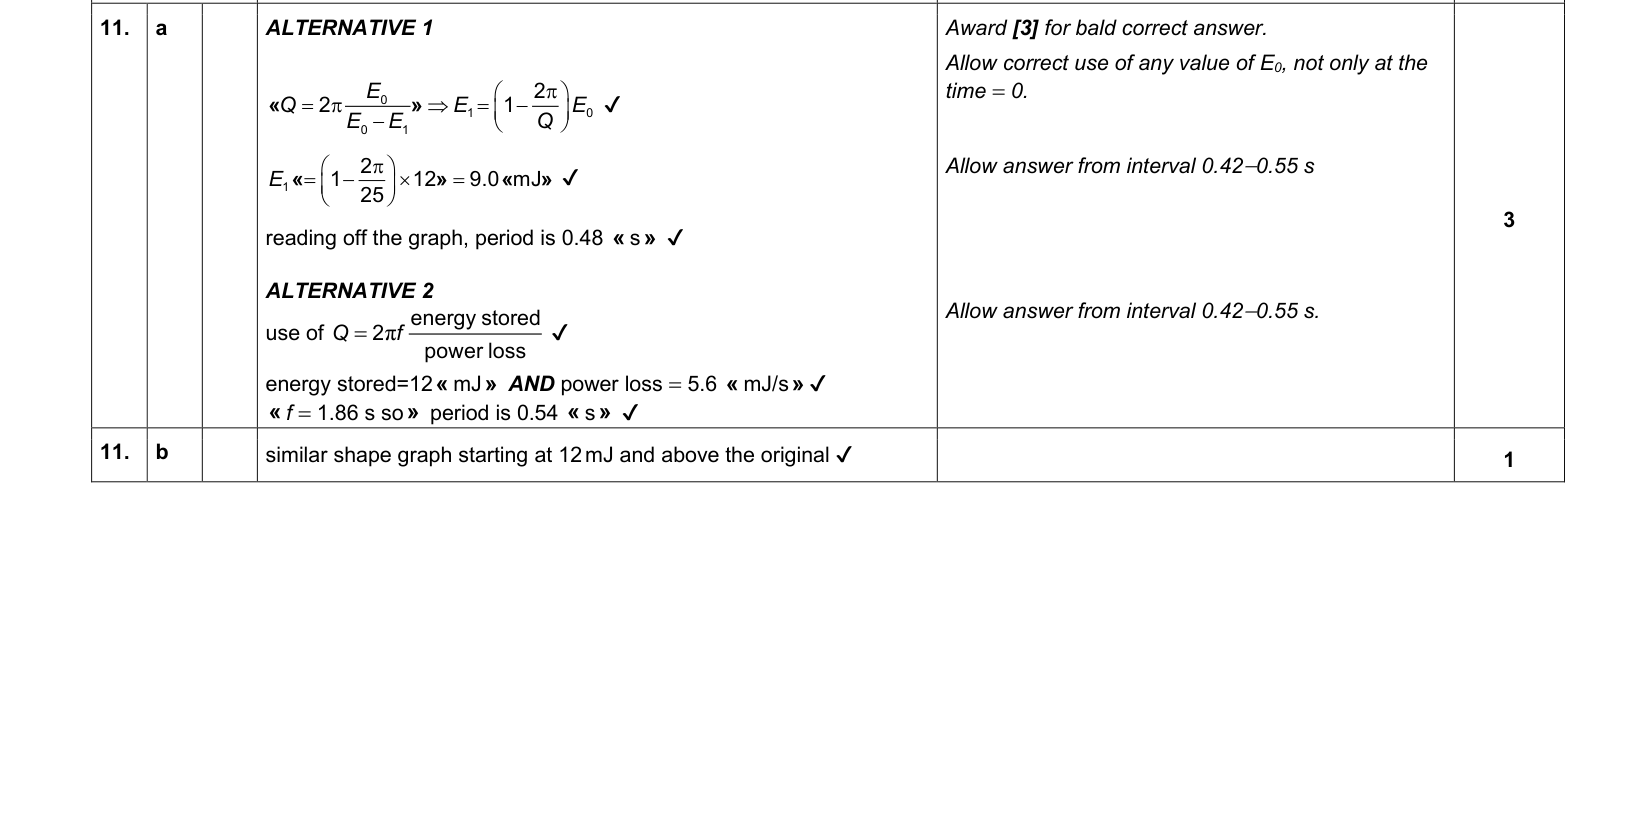 11. a ALTERNATIVE 1 Award [3] for bald correct answer.
Allow correct use of any value of E₀, not only at the
time = 0.
«Q = 2π E₀/(E₀ – E₁)» ⇒ E₁ = (1 – 2π/Q) E₀ ✓
E₁ «= (1 – 2π/25) × 12» = 9.0 «mJ» ✓ Allow answer from interval 0.42–0.55 s
3
reading off the graph, period is 0.48 « s » ✓
ALTERNATIVE 2
use of Q = 2πf energy stored/power loss ✓ Allow answer from interval 0.42–0.55 s.
energy stored=12 « mJ » AND power loss = 5.6 « mJ/s » ✓
« f = 1.86 s so » period is 0.54 « s » ✓
11. b similar shape graph starting at 12 mJ and above the original ✓ 1